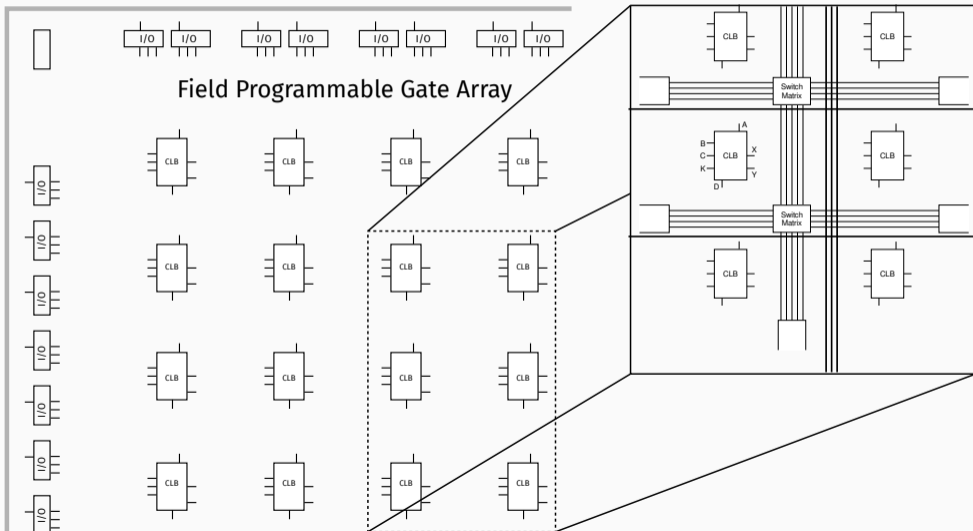 I/O I/O I/O I/O I/O I/O I/O I/O
Field Programmable Gate Array
CLB CLB CLB CLB
CLB CLB CLB CLB
CLB CLB CLB CLB
CLB CLB CLB CLB
I/O
I/O
I/O
I/O
I/O
I/O
I/O
CLB CLB
Switch
Matrix
A
B
C
K
D
CLB
X
Y
CLB
Switch
Matrix
CLB CLB